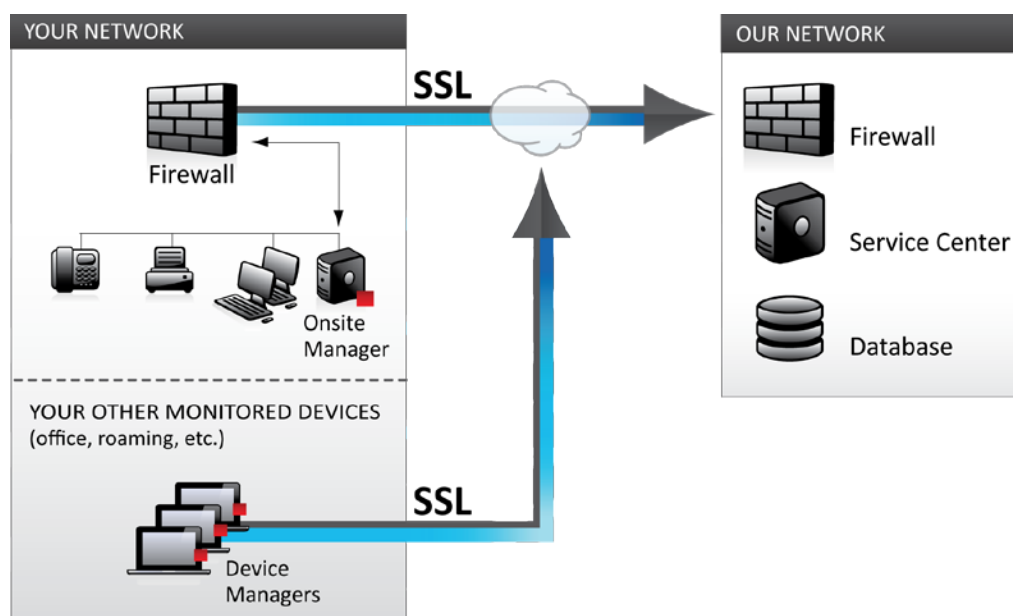 YOUR NETWORK
SSL
Firewall
Onsite
Manager
YOUR OTHER MONITORED DEVICES
(office, roaming, etc.)
SSL
Device
Managers
OUR NETWORK
Firewall
Service Center
Database